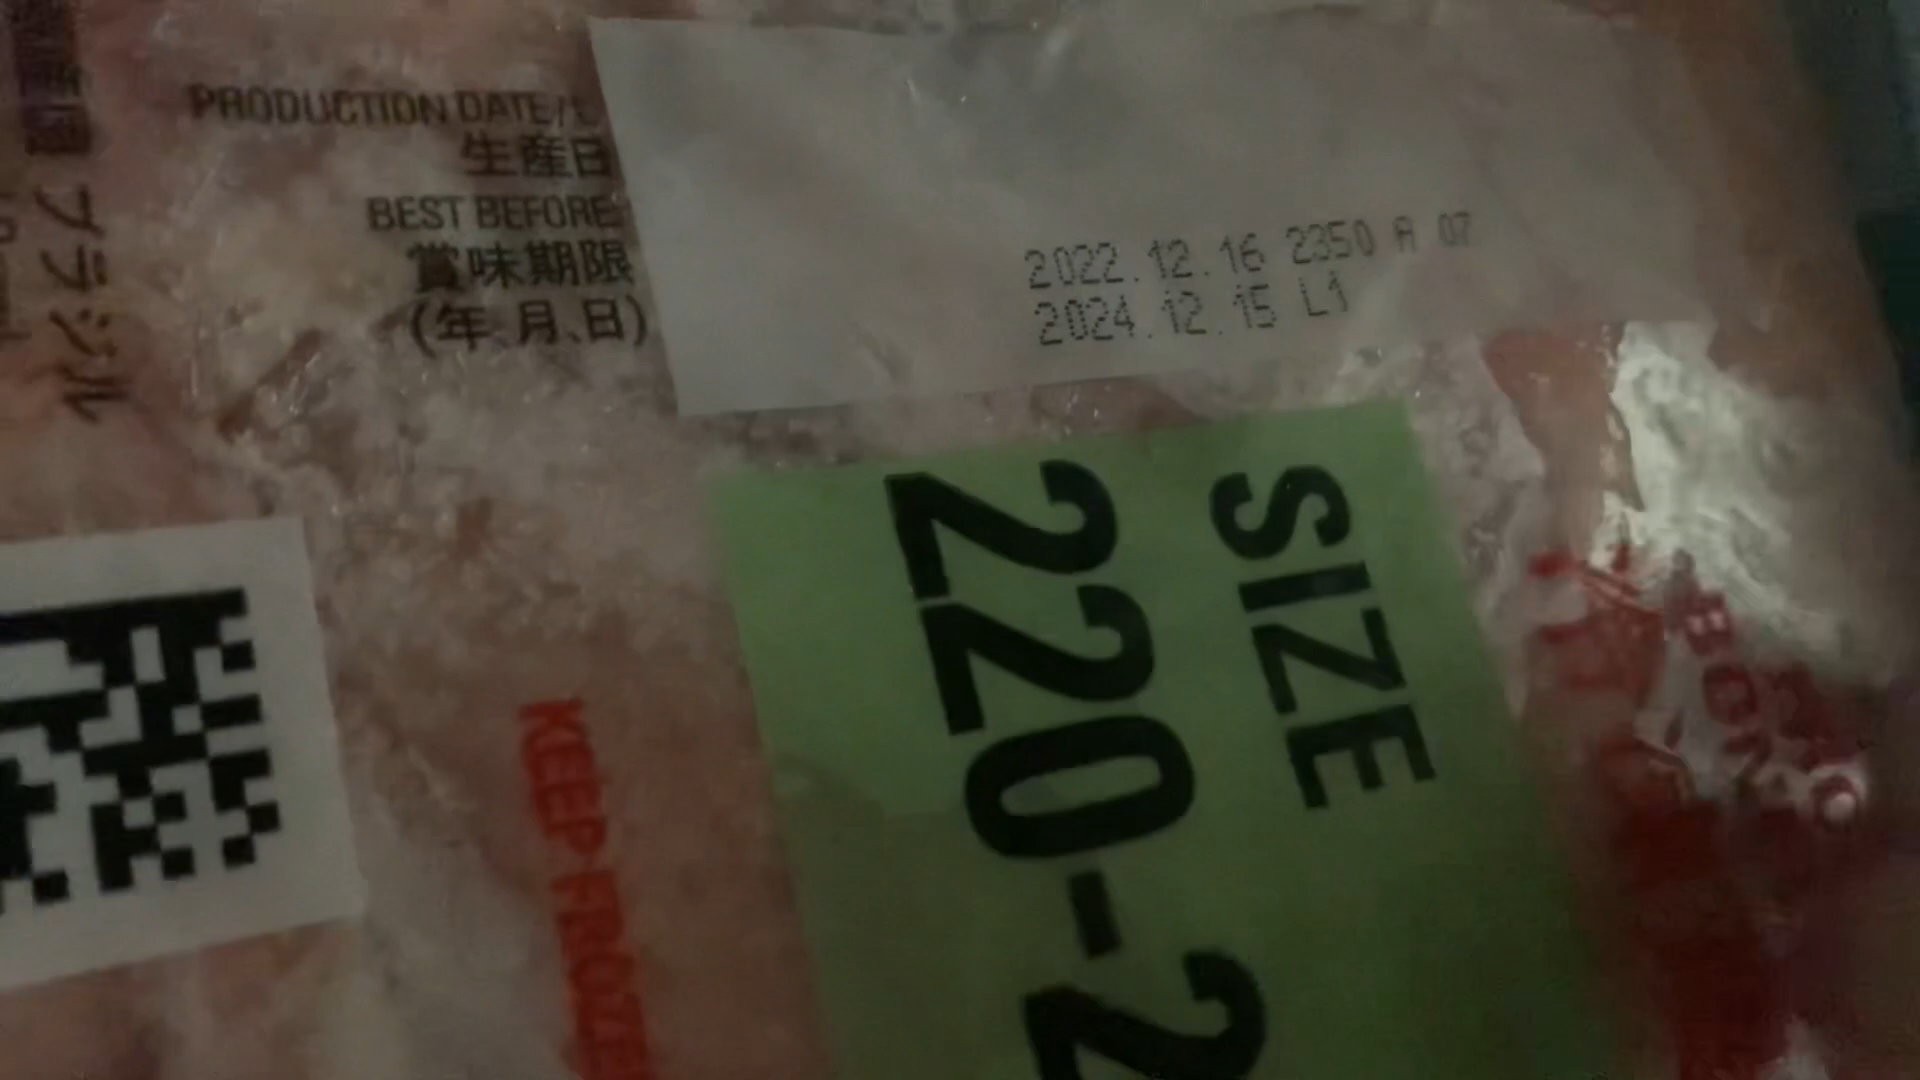 PRODUCTION DATE/L
生産日
BEST BEFORE
賞味期限
(年.月.日)
2022.12.16 2350 A 07
2024.12.15 L1
SIZE
220-2
KEEP FROZE
ブラジル